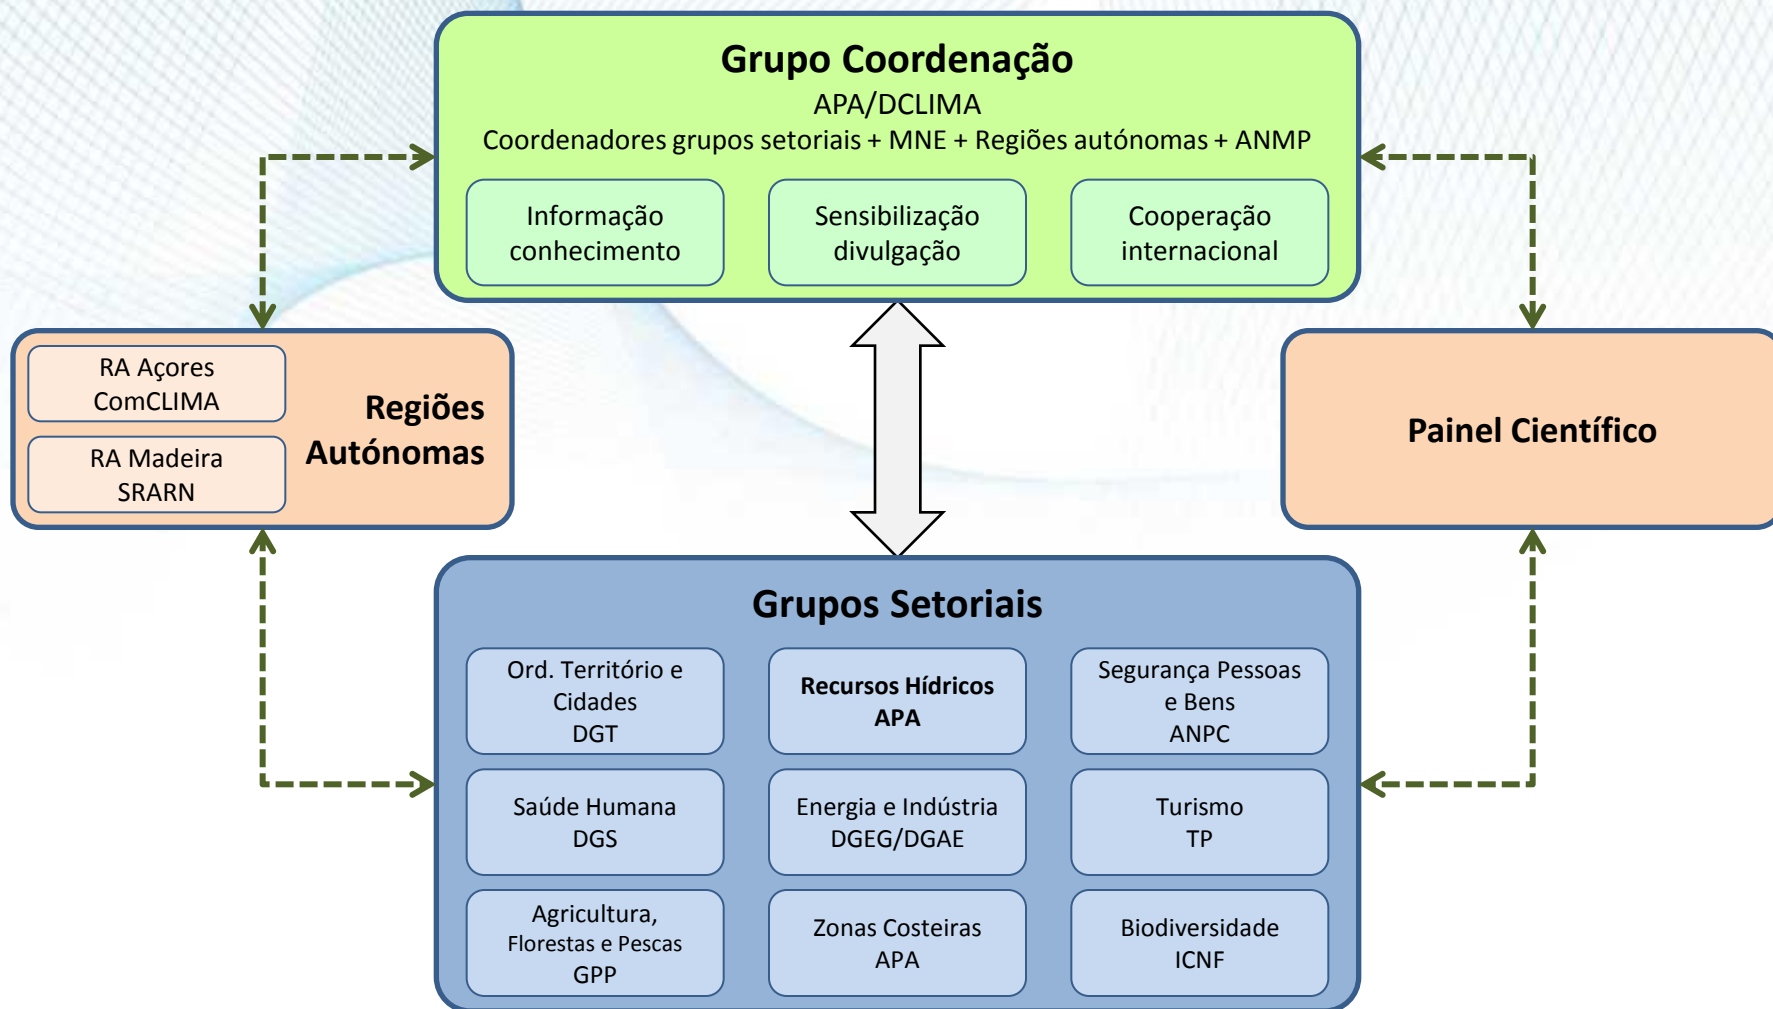 Grupo Coordenação
APA/DCLIMA
Coordenadores grupos setoriais + MNE + Regiões autónomas + ANMP
Informação
conhecimento
Sensibilização
divulgação
Cooperação
internacional
RA Açores
ComCLIMA
RA Madeira
SRARN
Regiões
Autónomas
Painel Científico
Grupos Setoriais
Ord. Território e
Cidades
DGT
Recursos Hídricos
APA
Segurança Pessoas
e Bens
ANPC
Saúde Humana
DGS
Energia e Indústria
DGEG/DGAE
Turismo
TP
Agricultura,
Florestas e Pescas
GPP
Zonas Costeiras
APA
Biodiversidade
ICNF